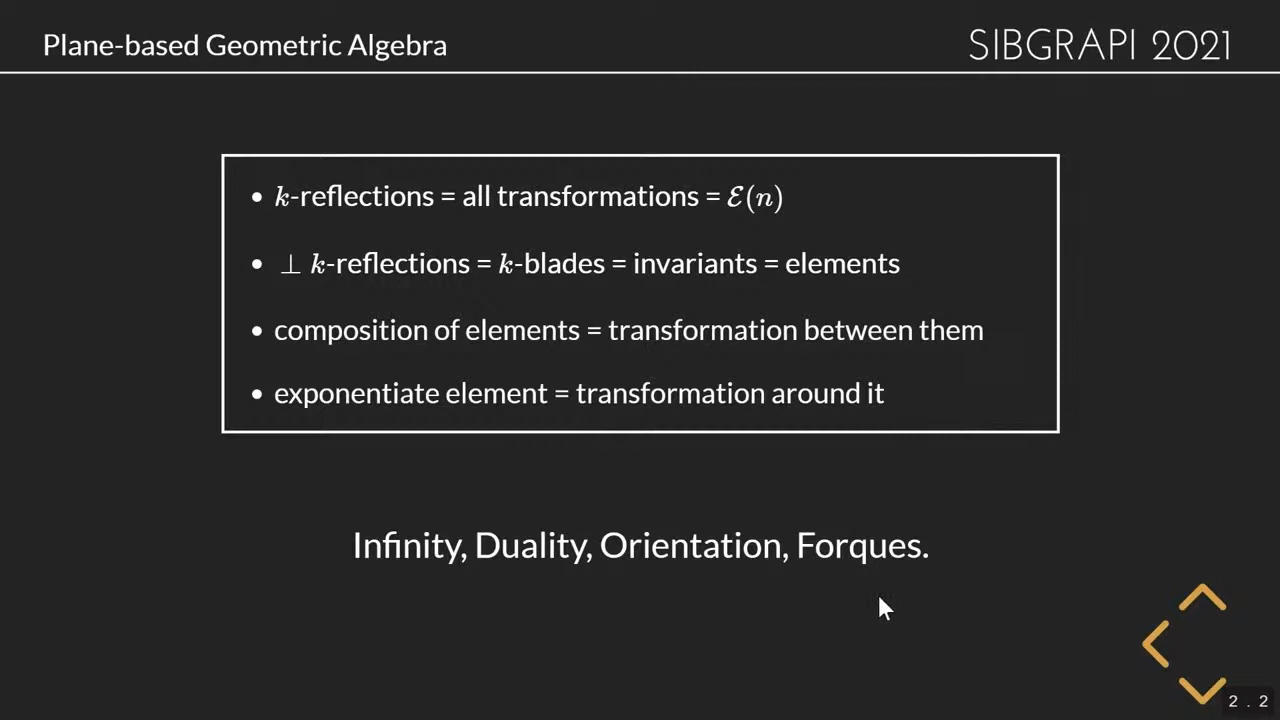 Plane-based Geometric Algebra
SIBGRAPI 2021
• k-reflections = all transformations = ℰ(n)
• ⊥ k-reflections = k-blades = invariants = elements
• composition of elements = transformation between them
• exponentiate element = transformation around it
Infinity, Duality, Orientation, Forques.
2 . 2